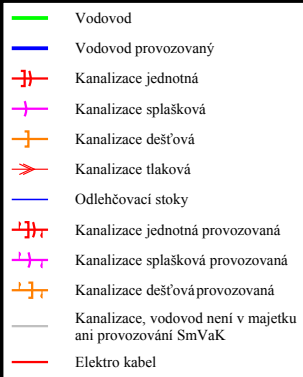 Vodovod
Vodovod provozovaný
Kanalizace jednotná
Kanalizace splašková
Kanalizace dešťová
Kanalizace tlaková
Odlehčovací stoky
Kanalizace jednotná provozovaná
Kanalizace splašková provozovaná
Kanalizace dešťová provozovaná
Kanalizace, vodovod není v majetku
ani provozování SmVaK
Elektro kabel